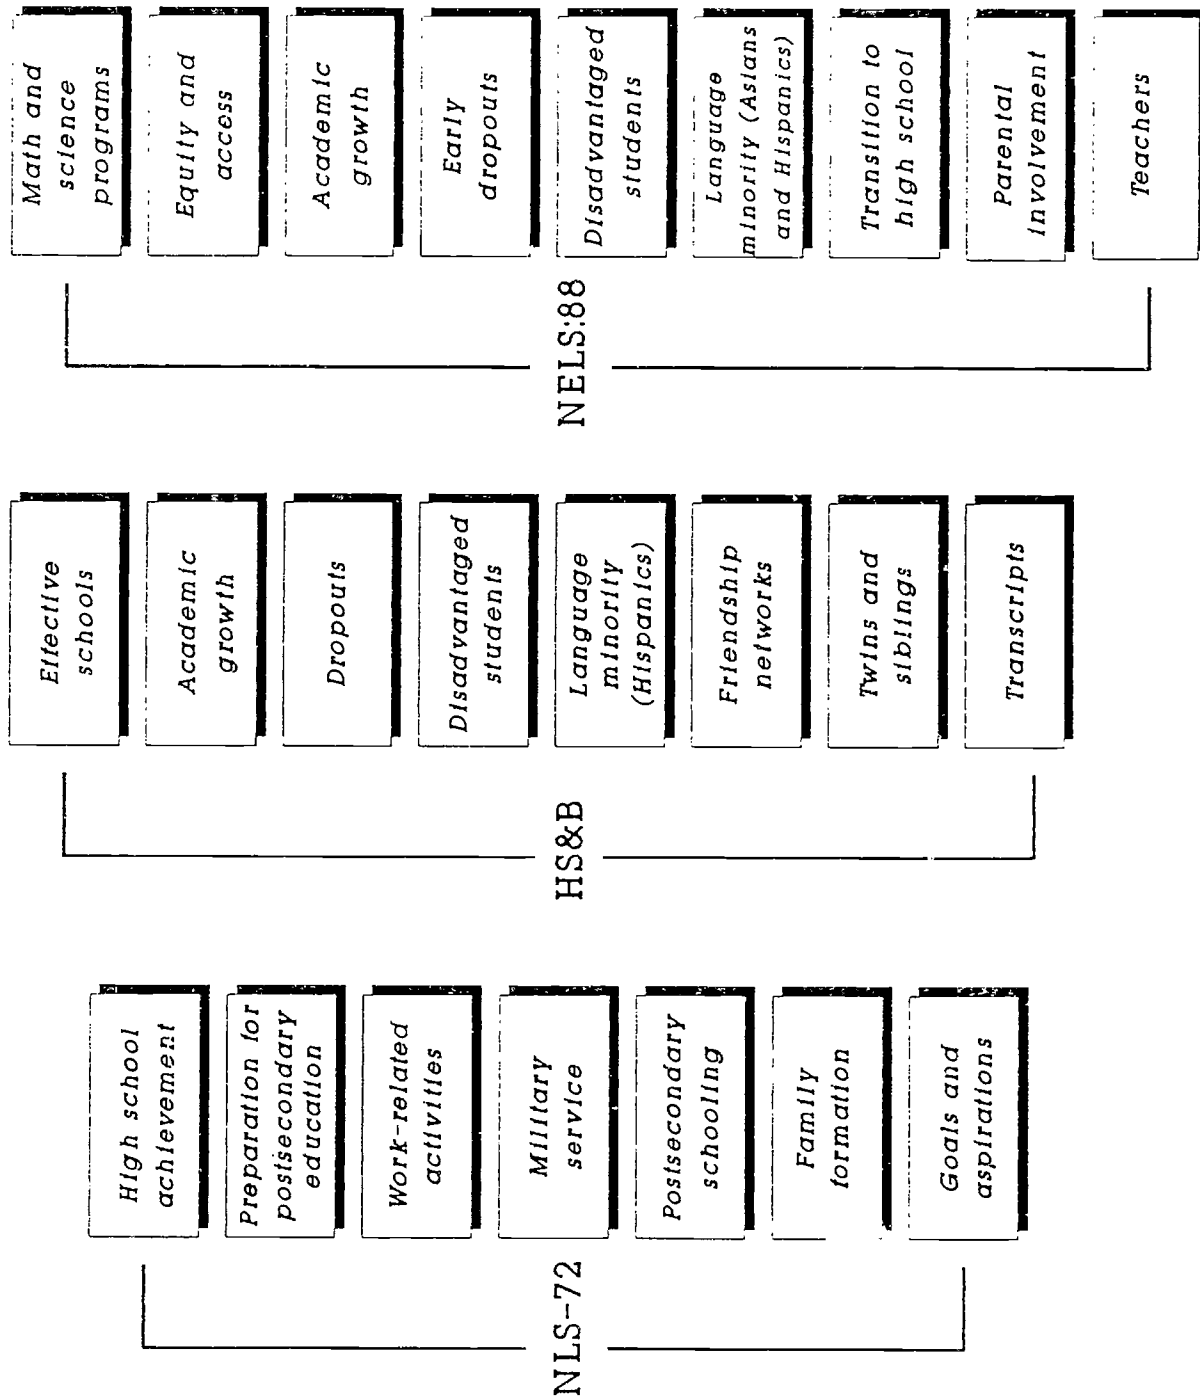 NLS-72
High school
achievement
Preparation for
postsecondary
education
Work-related
activities
Military
service
Postsecondary
schooling
Family
formation
Goals and
aspirations
HS&B
Effective
schools
Academic
growth
Dropouts
Disadvantaged
students
Language
minority
(Hispanics)
Friendship
networks
Twins and
siblings
Transcripts
NELS:88
Math and
science
programs
Equity and
access
Academic
growth
Early
dropouts
Disadvantaged
students
Language
minority (Asians
and Hispanics)
Transition to
high school
Parental
involvement
Teachers